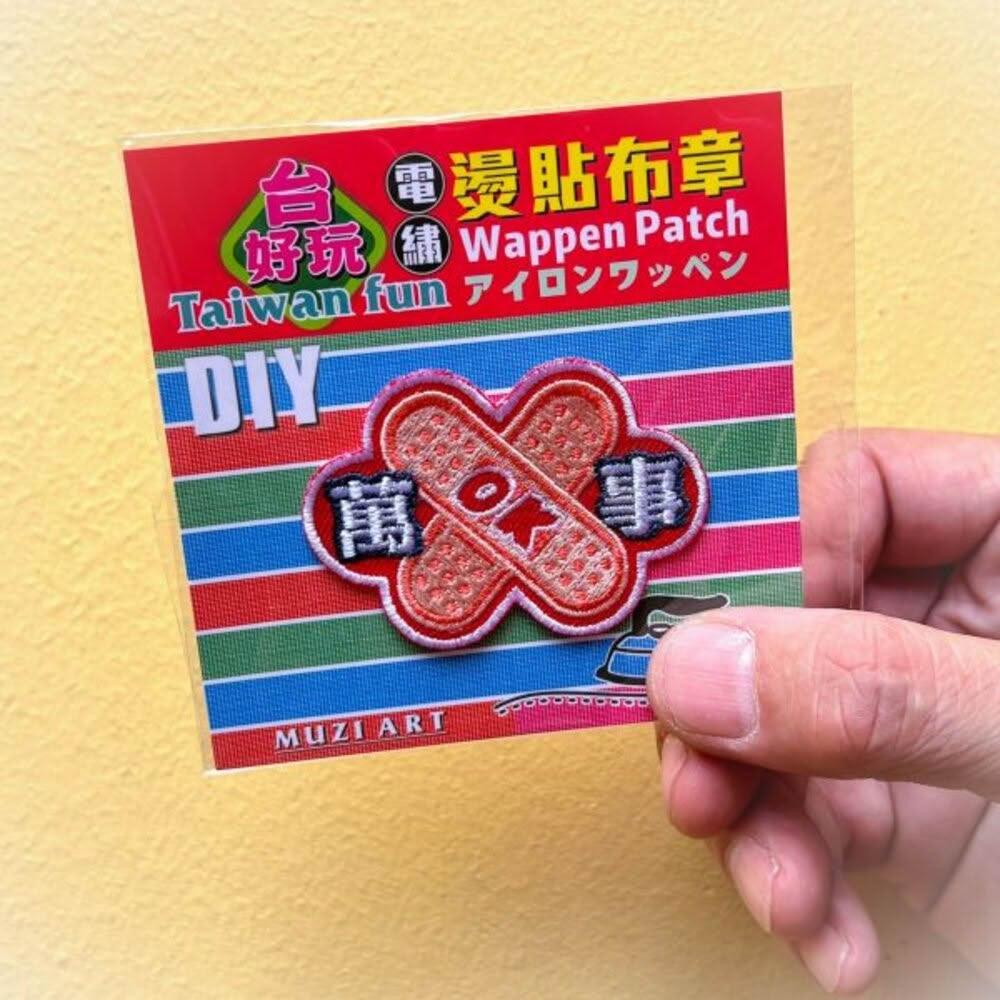 台
好玩
Taiwan fun
電繡
燙貼布章
Wappen Patch
アイロンワッペン
DIY
萬 OK 事
MUZI ART